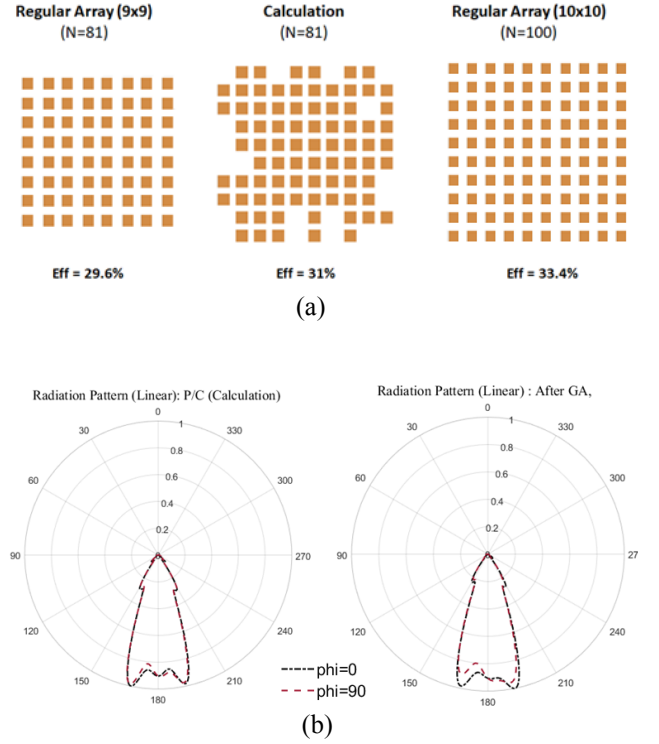 Regular Array (9x9)
(N=81)
Calculation
(N=81)
Regular Array (10x10)
(N=100)
Eff = 29.6%
Eff = 31%
Eff = 33.4%
(a)
Radiation Pattern (Linear): P/C (Calculation)
0
30
330
1
0.8
60
300
0.6
0.4
0.2
90
270
120
240
150
210
180
Radiation Pattern (Linear) : After GA,
0
30
330
1
0.8
60
300
0.6
0.4
0.2
90
27
120
240
150
210
180
phi=0
phi=90
(b)